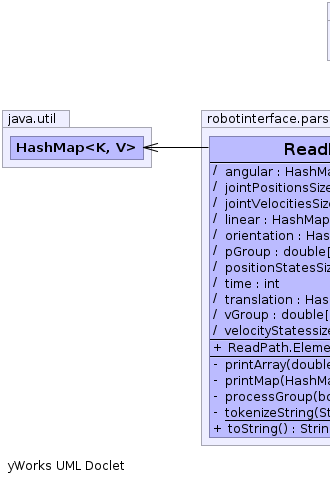 java.util
HashMap<K, V>
robotinterface.pars
Read
/ angular : HashMa
/ jointPositionsSize
/ jointVelocitiesSize
/ linear : HashMap
/ orientation : Has
/ pGroup : double[
/ positionStatesSiz
/ time : int
/ translation : Has
/ vGroup : double[
/ velocityStatessize
+ ReadPath.Eleme
- printArray(double
- printMap(HashMa
- processGroup(bo
- tokenizeString(St
+ toString() : Strin
yWorks UML Doclet